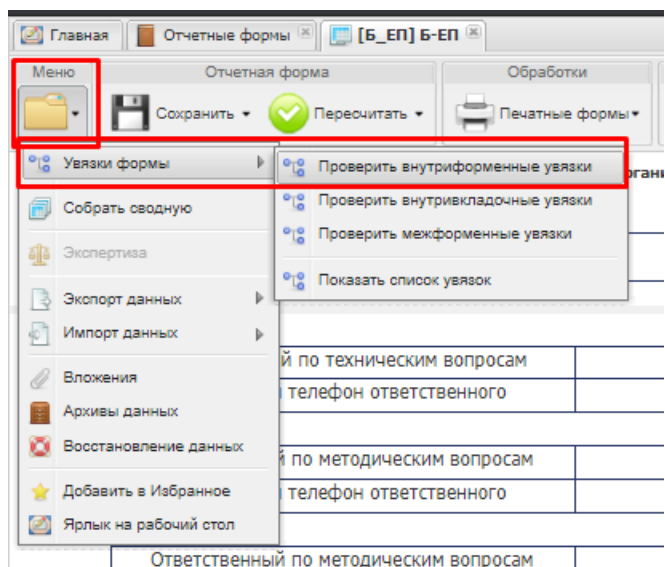 Главная
Отчетные формы
[Б_ЕП] Б-ЕП
Меню
Отчетная форма
Обработки
Сохранить
Пересчитать
Печатные формы
Увязки формы
Проверить внутриформенные увязки
Проверить внутривкладочные увязки
Проверить межформенные увязки
Показать список увязок
Собрать сводную
Экспертиза
Экспорт данных
Импорт данных
Вложения
Архивы данных
Восстановление данных
Добавить в Избранное
Ярлык на рабочий стол
по техническим вопросам
телефон ответственного
по методическим вопросам
телефон ответственного
Ответственный по методическим вопросам